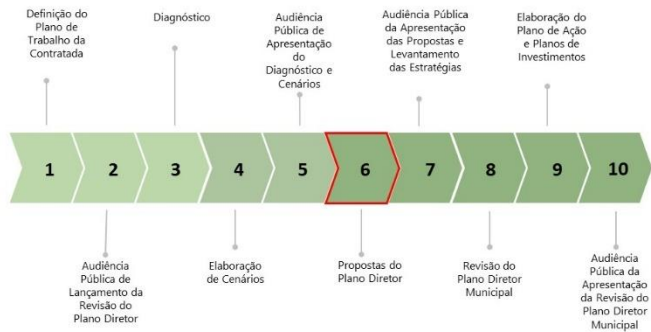 Definição do
Plano de
Trabalho da
Contratada
Diagnóstico
Audiência
Pública de
Apresentação
do
Diagnóstico e
Cenários
Audiência Pública
da Apresentação
das Propostas e
Levantamento
das Estratégias
Elaboração do
Plano de Ação
e Planos de
Investimentos
1
2
3
4
5
6
7
8
9
10
Audiência
Pública de
Lançamento da
Revisão do
Plano Diretor
Elaboração
de Cenários
Propostas do
Plano Diretor
Revisão do
Plano Diretor
Municipal
Audiência
Pública da
Apresentação
da Revisão do
Plano Diretor
Municipal